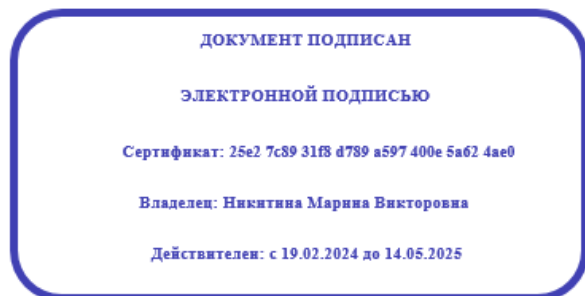 ДОКУМЕНТ ПОДПИСАН
ЭЛЕКТРОННОЙ ПОДПИСЬЮ
Сертификат: 25e2 7c89 31f8 d789 a597 400e 5a62 4ae0
Владелец: Никитина Марина Викторовна
Действителен: с 19.02.2024 до 14.05.2025